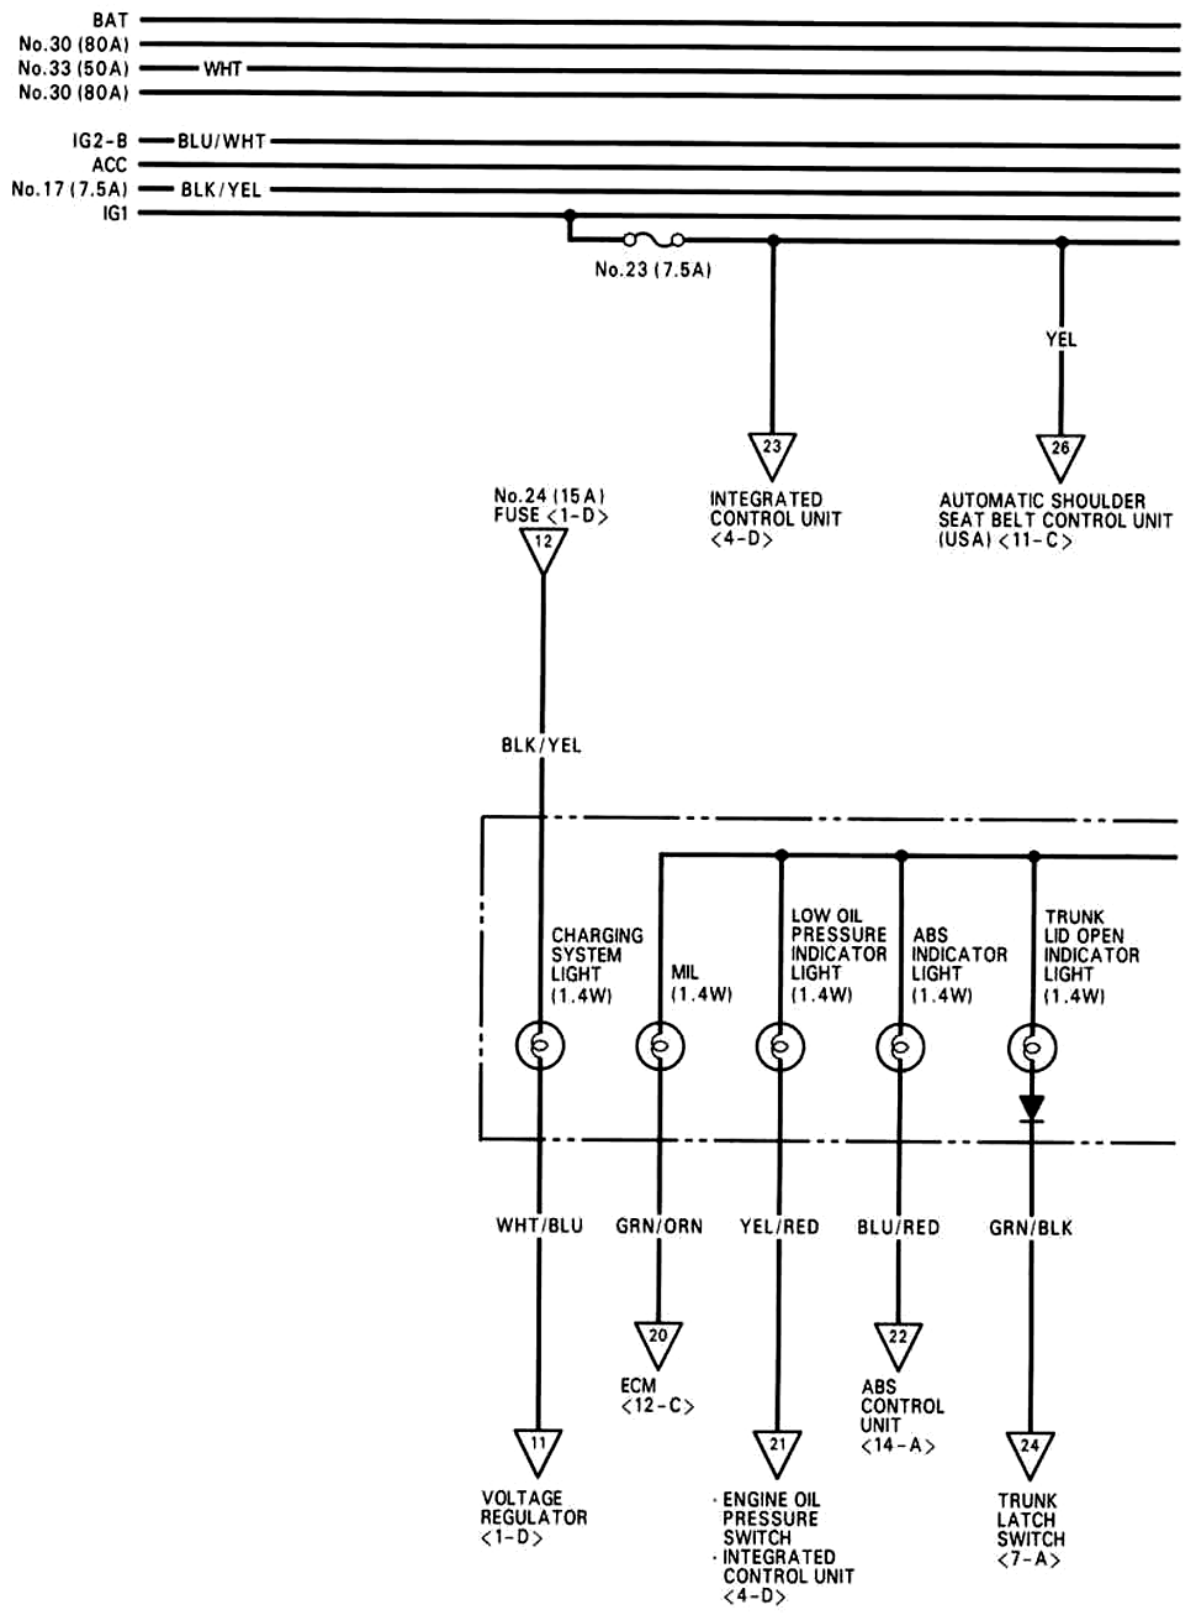 BAT
No.30 (80A)
No.33 (50A) WHT
No.30 (80A)
IG2-B BLU/WHT
ACC
No.17 (7.5A) BLK/YEL
IG1
No.23 (7.5A)
YEL
23
26
INTEGRATED
CONTROL UNIT
<4-D>
AUTOMATIC SHOULDER
SEAT BELT CONTROL UNIT
(USA) <11-C>
No.24 (15A)
FUSE <1-D>
12
BLK/YEL
CHARGING
SYSTEM
LIGHT
(1.4W)
MIL
(1.4W)
LOW OIL
PRESSURE
INDICATOR
LIGHT
(1.4W)
ABS
INDICATOR
LIGHT
(1.4W)
TRUNK
LID OPEN
INDICATOR
LIGHT
(1.4W)
WHT/BLU
GRN/ORN
YEL/RED
BLU/RED
GRN/BLK
20
ECM
<12-C>
22
ABS
CONTROL
UNIT
<14-A>
11
VOLTAGE
REGULATOR
<1-D>
21
· ENGINE OIL
PRESSURE
SWITCH
· INTEGRATED
CONTROL UNIT
<4-D>
24
TRUNK
LATCH
SWITCH
<7-A>